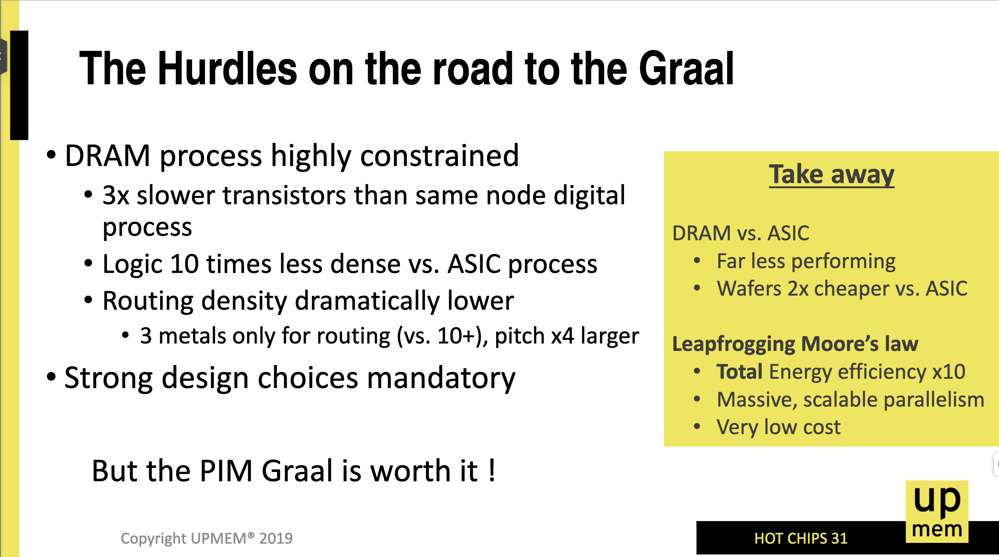 The Hurdles on the road to the Graal
• DRAM process highly constrained
• 3x slower transistors than same node digital
process
• Logic 10 times less dense vs. ASIC process
• Routing density dramatically lower
• 3 metals only for routing (vs. 10+), pitch x4 larger
• Strong design choices mandatory
But the PIM Graal is worth it !
Take away
DRAM vs. ASIC
• Far less performing
• Wafers 2x cheaper vs. ASIC
Leapfrogging Moore’s law
• Total Energy efficiency x10
• Massive, scalable parallelism
• Very low cost
Copyright UPMEM® 2019
HOT CHIPS 31
up
mem